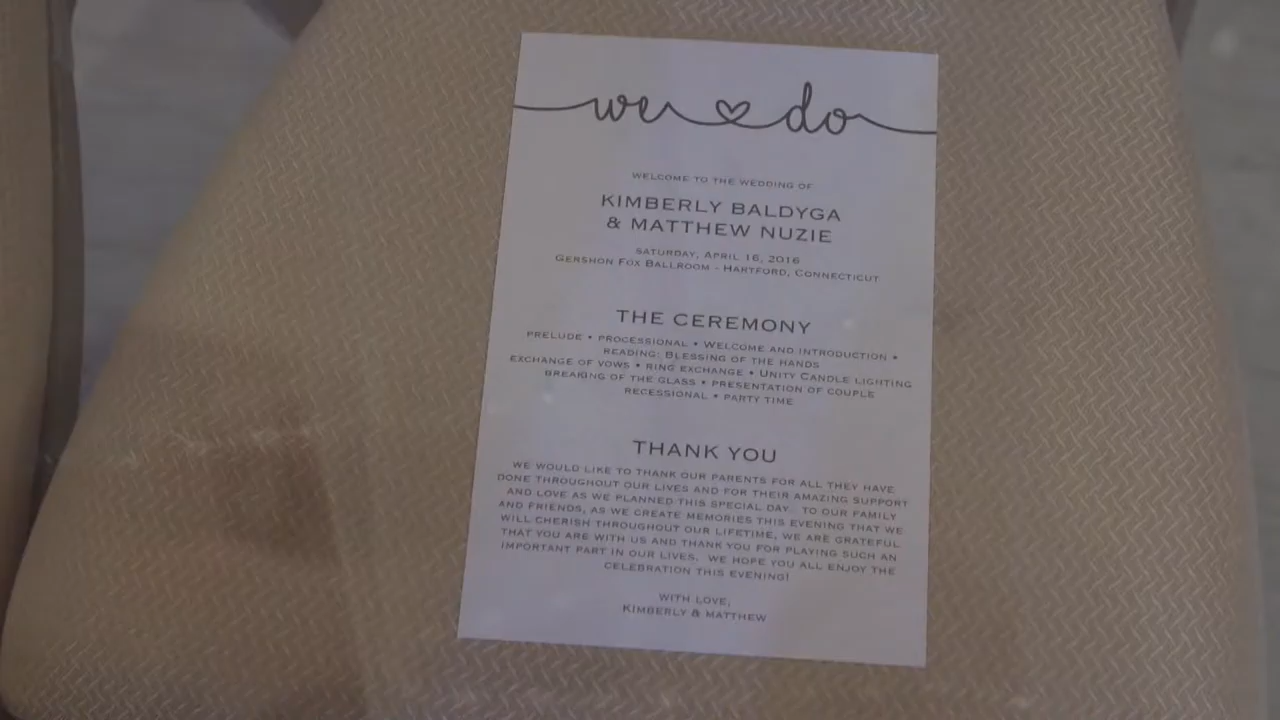 we do
WELCOME TO THE WEDDING OF
KIMBERLY BALDYGA
& MATTHEW NUZIE
SATURDAY, APRIL 16, 2016
GERSHON FOX BALLROOM - HARTFORD, CONNECTICUT
THE CEREMONY
PRELUDE • PROCESSIONAL • WELCOME AND INTRODUCTION •
READING: BLESSING OF THE HANDS
EXCHANGE OF VOWS • RING EXCHANGE • UNITY CANDLE LIGHTING
BREAKING OF THE GLASS • PRESENTATION OF COUPLE
RECESSIONAL • PARTY TIME
THANK YOU
WE WOULD LIKE TO THANK OUR PARENTS FOR ALL THEY HAVE
DONE THROUGHOUT OUR LIVES AND FOR THEIR AMAZING SUPPORT
AND LOVE AS WE PLANNED THIS SPECIAL DAY. TO OUR FAMILY
AND FRIENDS, AS WE CREATE MEMORIES THIS EVENING THAT WE
WILL CHERISH THROUGHOUT OUR LIFETIME, WE ARE GRATEFUL
THAT YOU ARE WITH US AND THANK YOU FOR PLAYING SUCH AN
IMPORTANT PART IN OUR LIVES. WE HOPE YOU ALL ENJOY THE
CELEBRATION THIS EVENING!
WITH LOVE,
KIMBERLY & MATTHEW